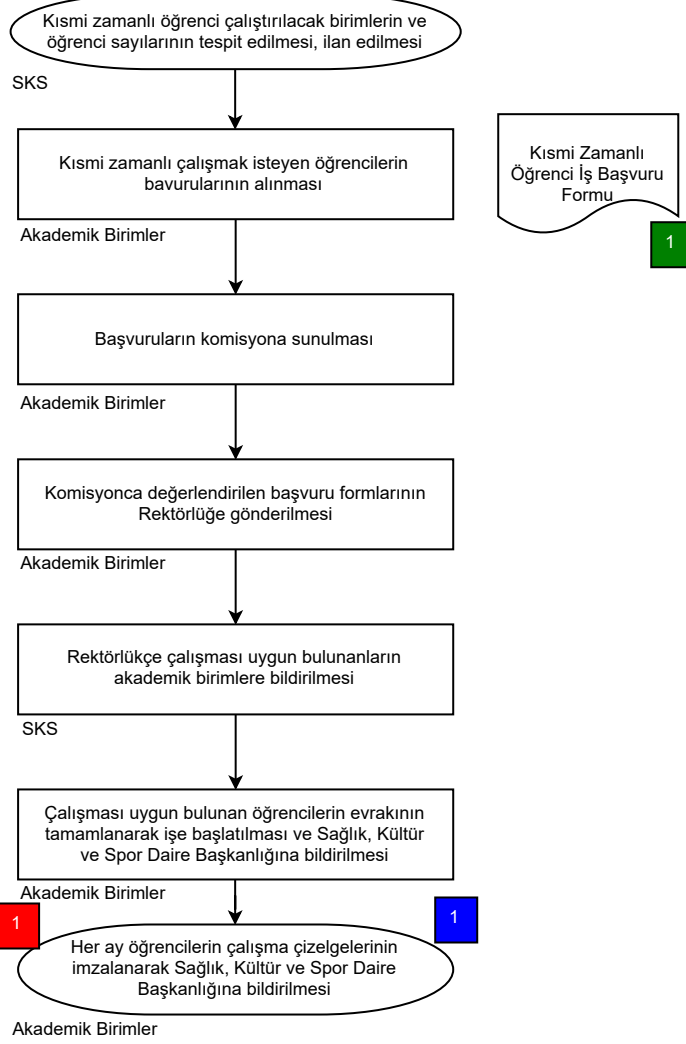 Kısmi zamanlı öğrenci çalıştırılacak birimlerin ve
öğrenci sayılarının tespit edilmesi, ilan edilmesi
SKS
Kısmi zamanlı çalışmak isteyen öğrencilerin
bavurularının alınması
Akademik Birimler
Kısmi Zamanlı
Öğrenci İş Başvuru
Formu
1
Başvuruların komisyona sunulması
Akademik Birimler
Komisyonca değerlendirilen başvuru formlarının
Rektörlüğe gönderilmesi
Akademik Birimler
Rektörlükçe çalışması uygun bulunanların
akademik birimlere bildirilmesi
SKS
Çalışması uygun bulunan öğrencilerin evrakının
tamamlanarak işe başlatılması ve Sağlık, Kültür
ve Spor Daire Başkanlığına bildirilmesi
Akademik Birimler
1
1
Her ay öğrencilerin çalışma çizelgelerinin
imzalanarak Sağlık, Kültür ve Spor Daire
Başkanlığına bildirilmesi
Akademik Birimler